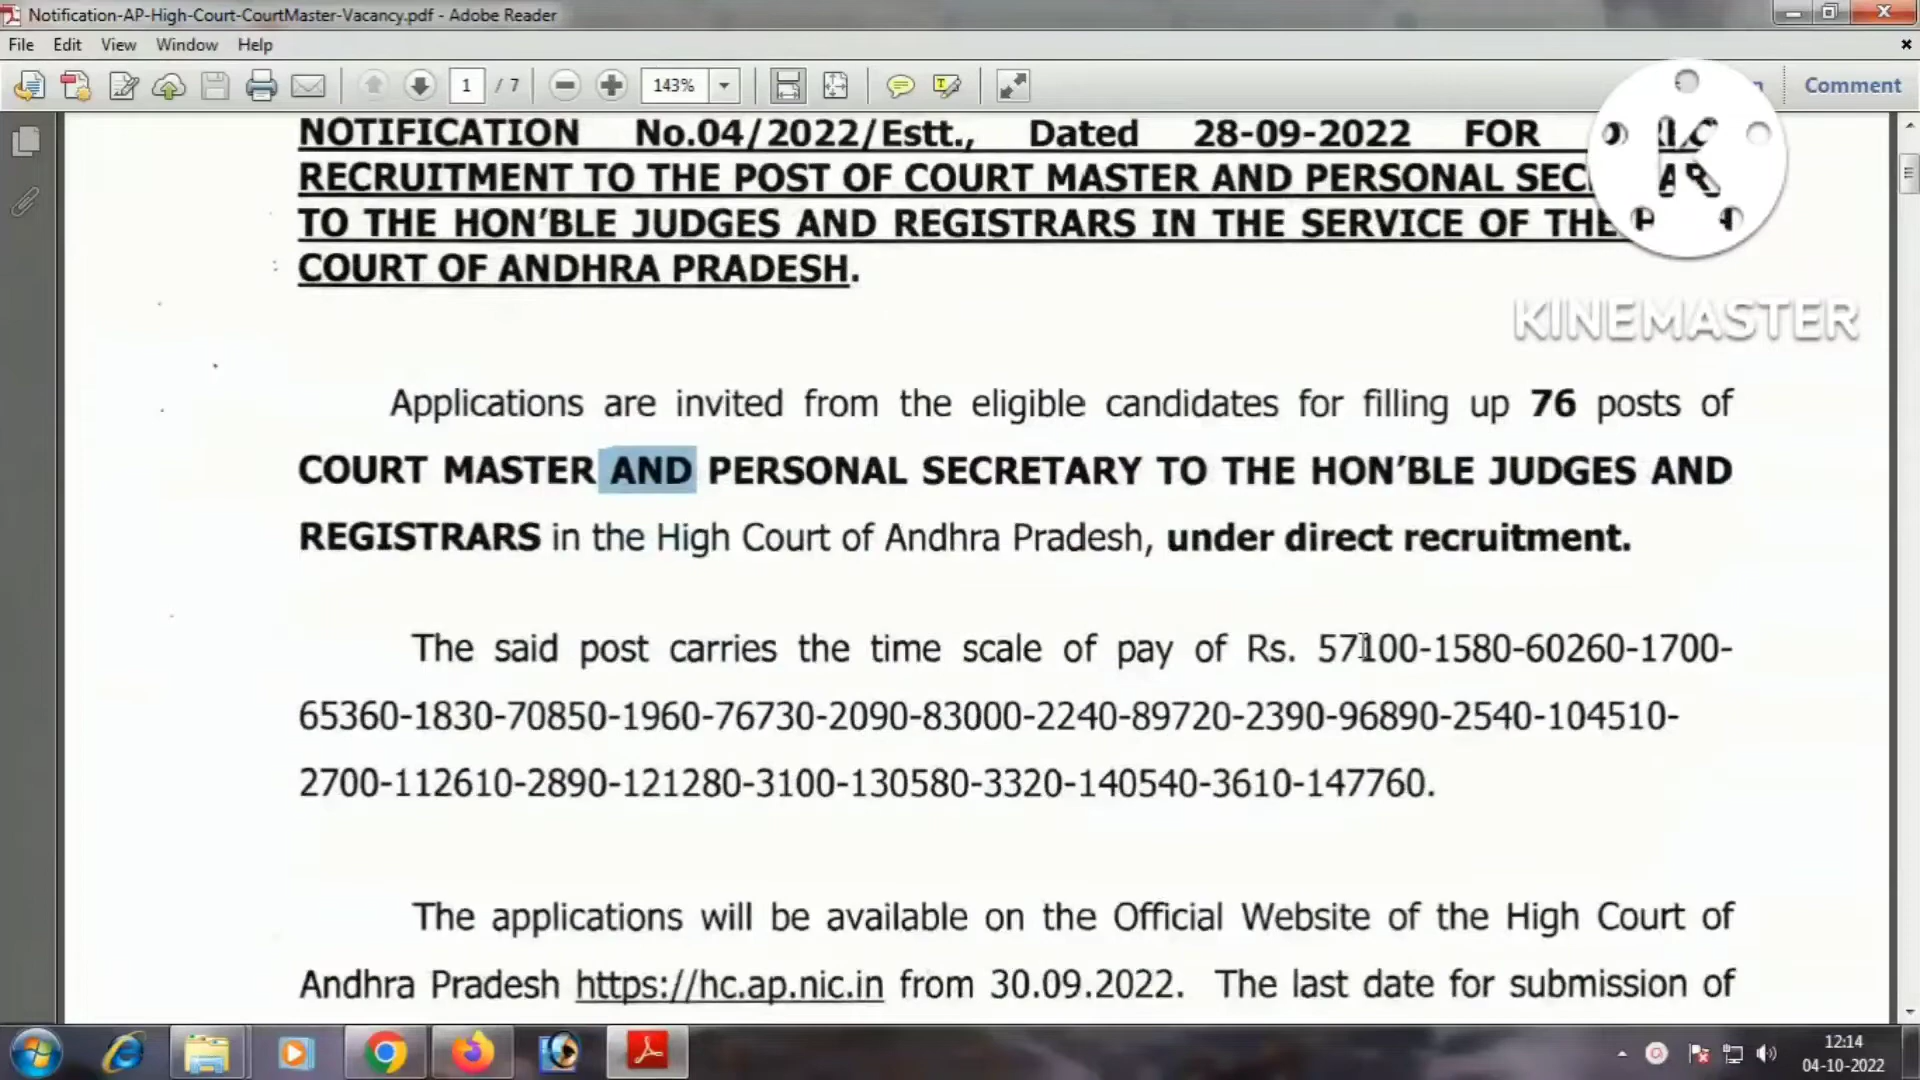 Notification-AP-High-Court-CourtMaster-Vacancy.pdf - Adobe Reader
File Edit View Window Help
1 / 7 143% Comment
NOTIFICATION No.04/2022/Estt., Dated 28-09-2022 FOR
RECRUITMENT TO THE POST OF COURT MASTER AND PERSONAL
TO THE HON'BLE JUDGES AND REGISTRARS IN THE SERVICE OF THE
COURT OF ANDHRA PRADESH.
KINEMASTER
Applications are invited from the eligible candidates for filling up 76 posts of
COURT MASTER AND PERSONAL SECRETARY TO THE HON'BLE JUDGES AND
REGISTRARS in the High Court of Andhra Pradesh, under direct recruitment.
The said post carries the time scale of pay of Rs. 57100-1580-60260-1700-
65360-1830-70850-1960-76730-2090-83000-2240-89720-2390-96890-2540-104510-
2700-112610-2890-121280-3100-130580-3320-140540-3610-147760.
The applications will be available on the Official Website of the High Court of
Andhra Pradesh https://hc.ap.nic.in from 30.09.2022. The last date for submission of
12:14
04-10-2022